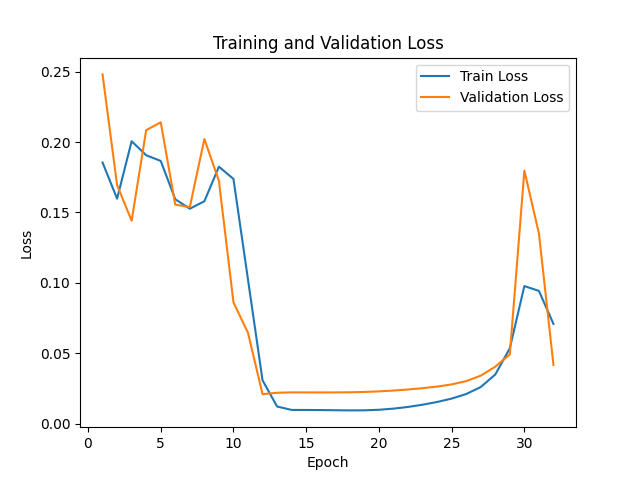 Training and Validation Loss
Train Loss
Validation Loss
0.25
0.20
0.15
0.10
0.05
0.00
Loss
0 5 10 15 20 25 30
Epoch